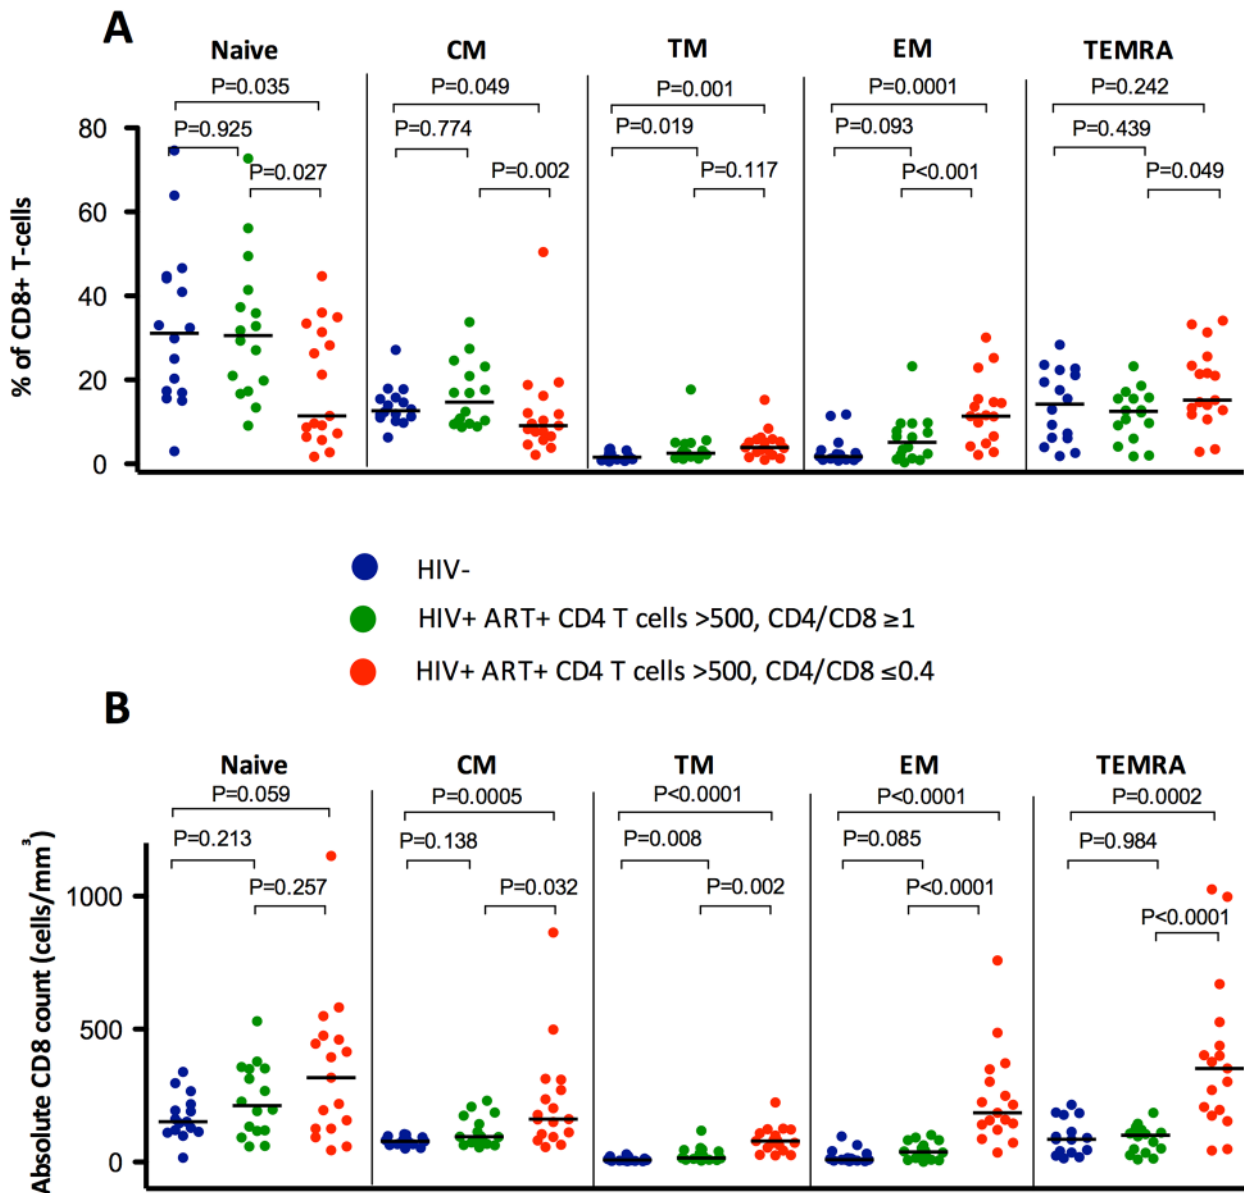 A
Naive CM TM EM TEMRA
P=0.035 P=0.049 P=0.001 P=0.0001 P=0.242
P=0.925 P=0.774 P=0.019 P=0.093 P=0.439
P=0.027 P=0.002 P=0.117 P<0.001 P=0.049
% of CD8+ T-cells
80
60
40
20
0
HIV-
HIV+ ART+ CD4 T cells >500, CD4/CD8 ≥1
HIV+ ART+ CD4 T cells >500, CD4/CD8 ≤0.4
B
Naive CM TM EM TEMRA
P=0.059 P=0.0005 P<0.0001 P<0.0001 P=0.0002
P=0.213 P=0.138 P=0.008 P=0.085 P=0.984
P=0.257 P=0.032 P=0.002 P<0.0001 P<0.0001
Absolute CD8 count (cells/mm³)
1000
500
0